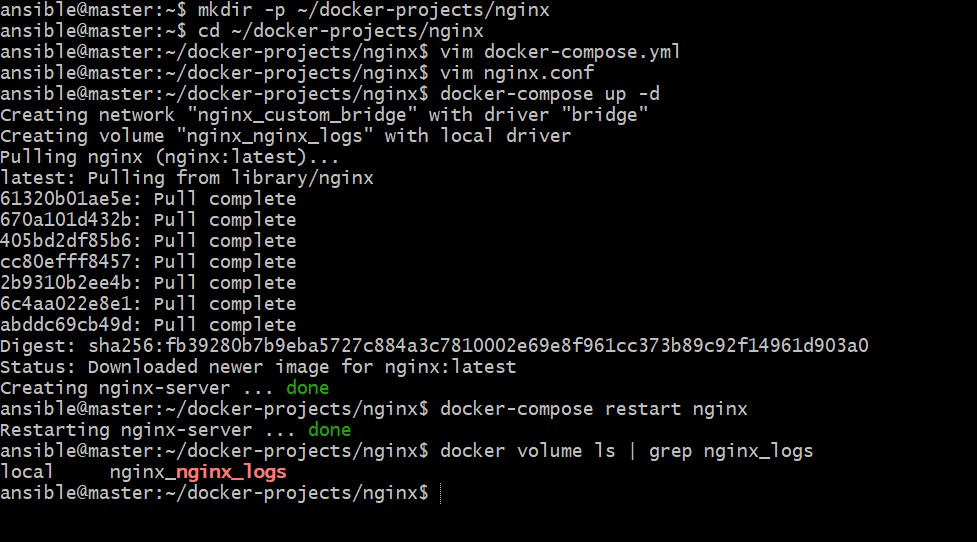 ansible@master:~$ mkdir -p ~/docker-projects/nginx
ansible@master:~$ cd ~/docker-projects/nginx
ansible@master:~/docker-projects/nginx$ vim docker-compose.yml
ansible@master:~/docker-projects/nginx$ vim nginx.conf
ansible@master:~/docker-projects/nginx$ docker-compose up -d
Creating network "nginx_custom_bridge" with driver "bridge"
Creating volume "nginx_nginx_logs" with local driver
Pulling nginx (nginx:latest)...
latest: Pulling from library/nginx
61320b01ae5e: Pull complete
670a101d432b: Pull complete
405bd2df85b6: Pull complete
cc80efff8457: Pull complete
2b9310b2ee4b: Pull complete
6c4aa022e8e1: Pull complete
abddc69cb49d: Pull complete
Digest: sha256:fb39280b7b9eba5727c884a3c7810002e69e8f961cc373b89c92f14961d903a0
Status: Downloaded newer image for nginx:latest
Creating nginx-server ... done
ansible@master:~/docker-projects/nginx$ docker-compose restart nginx
Restarting nginx-server ... done
ansible@master:~/docker-projects/nginx$ docker volume ls | grep nginx_logs
local     nginx_nginx_logs
ansible@master:~/docker-projects/nginx$